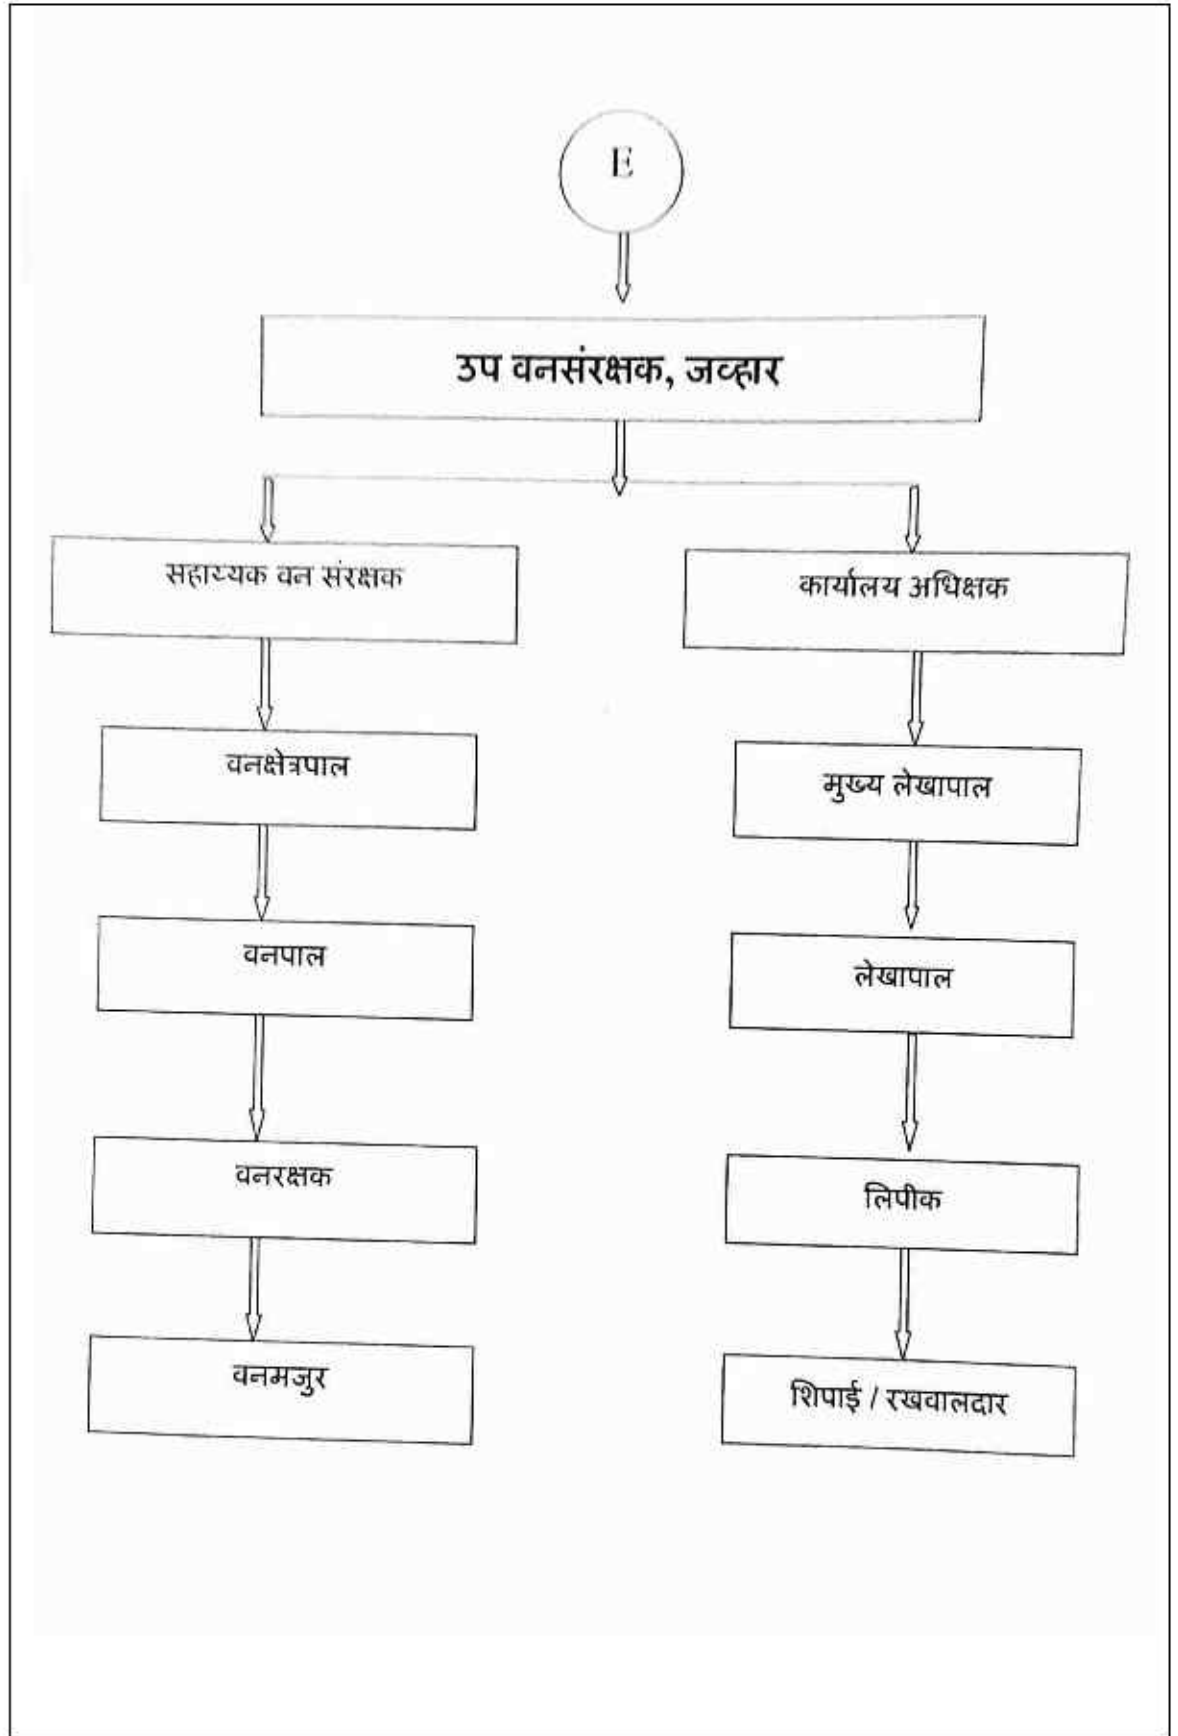 E
उप वनसंरक्षक, जव्हार
सहाय्यक वन संरक्षक
कार्यालय अधिक्षक
वनक्षेत्रपाल
मुख्य लेखापाल
वनपाल
लेखापाल
वनरक्षक
लिपीक
वनमजुर
शिपाई / रखवालदार